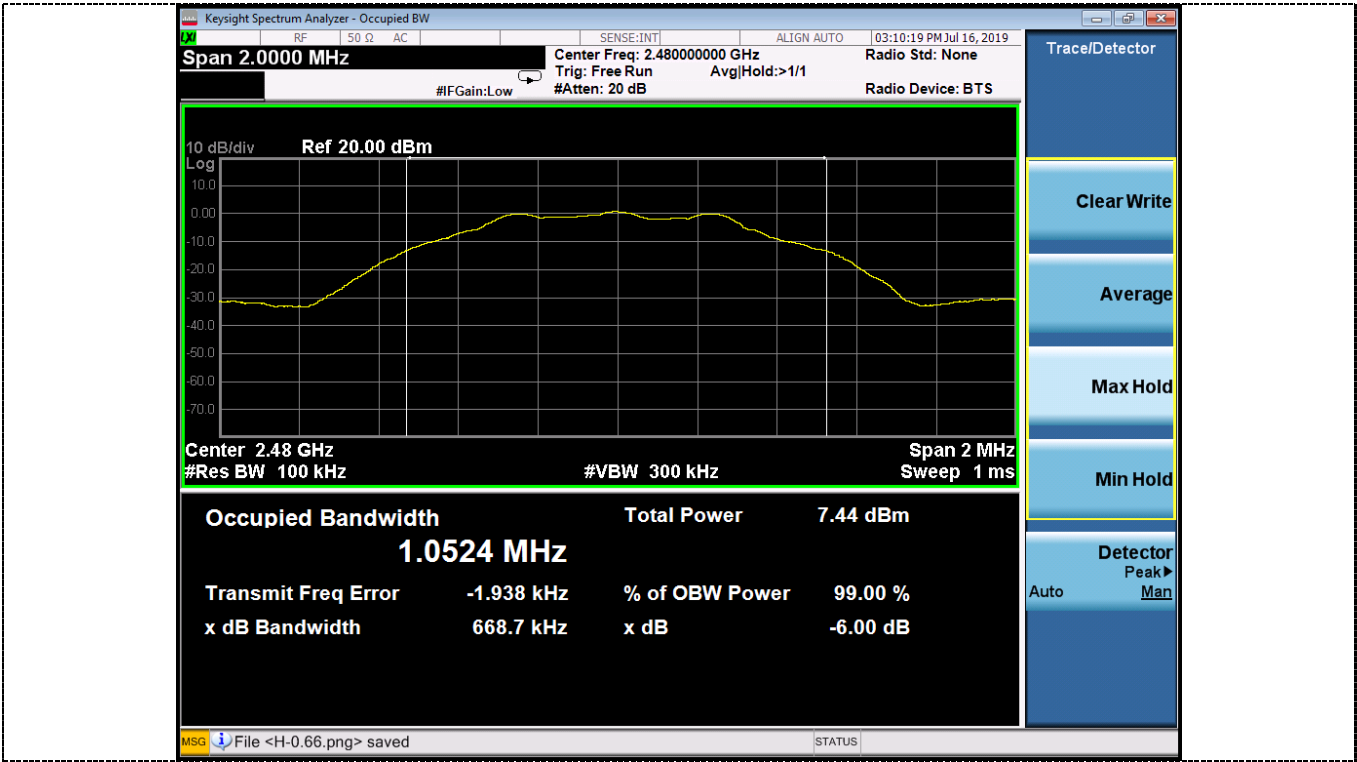 Keysight Spectrum Analyzer - Occupied BW
LXI RF 50 Ω AC SENSE:INT ALIGN AUTO 03:10:19 PM Jul 16, 2019
Span 2.0000 MHz
Center Freq: 2.480000000 GHz Radio Std: None
Trig: Free Run Avg|Hold:>1/1
#IFGain:Low #Atten: 20 dB Radio Device: BTS
10 dB/div Ref 20.00 dBm
Log
10.0
0.00
-10.0
-20.0
-30.0
-40.0
-50.0
-60.0
-70.0
Center 2.48 GHz Span 2 MHz
#Res BW 100 kHz #VBW 300 kHz Sweep 1 ms
Occupied Bandwidth Total Power 7.44 dBm
1.0524 MHz
Transmit Freq Error -1.938 kHz % of OBW Power 99.00 %
x dB Bandwidth 668.7 kHz x dB -6.00 dB
MSG File <H-0.66.png> saved STATUS
Trace/Detector
Clear Write
Average
Max Hold
Min Hold
Detector
Peak▶
Auto Man